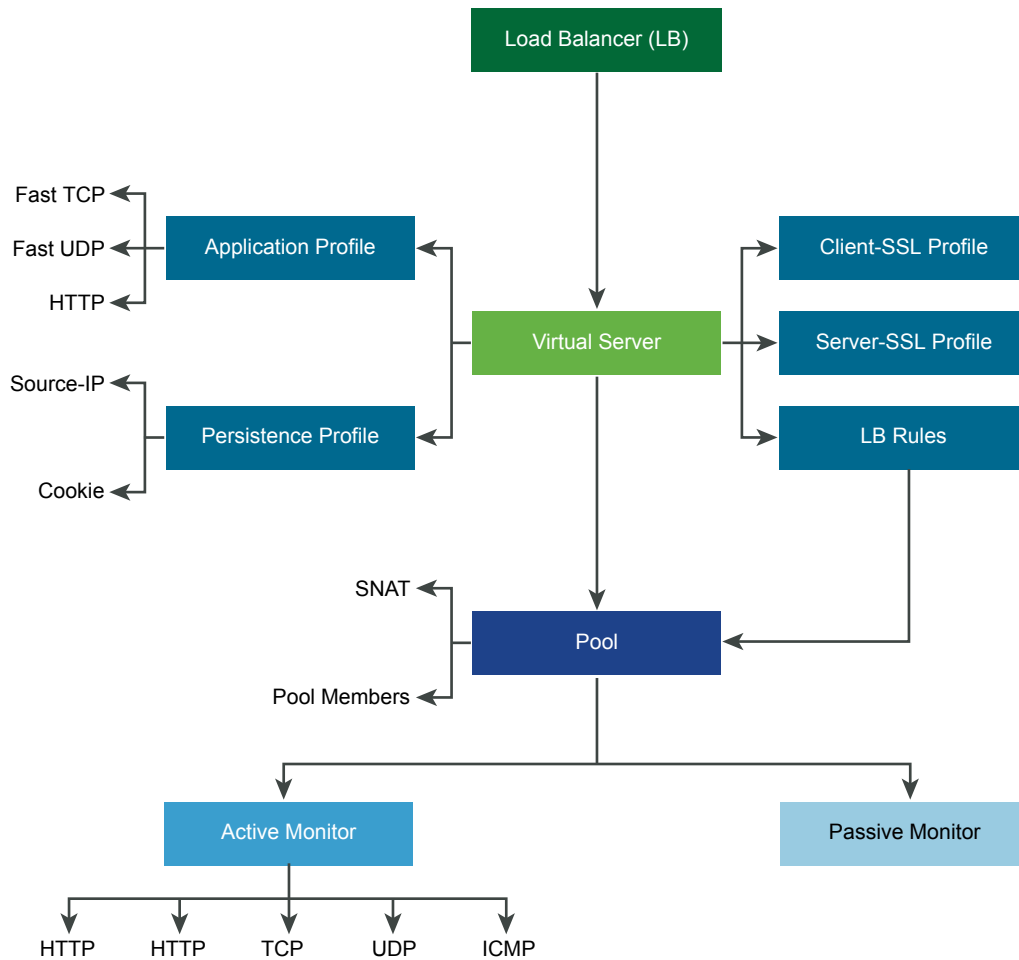 Load Balancer (LB)
Fast TCP
Fast UDP
HTTP
Application Profile
Client-SSL Profile
Virtual Server
Server-SSL Profile
Source-IP
Cookie
Persistence Profile
LB Rules
SNAT
Pool
Pool Members
Active Monitor
Passive Monitor
HTTP
HTTP
TCP
UDP
ICMP